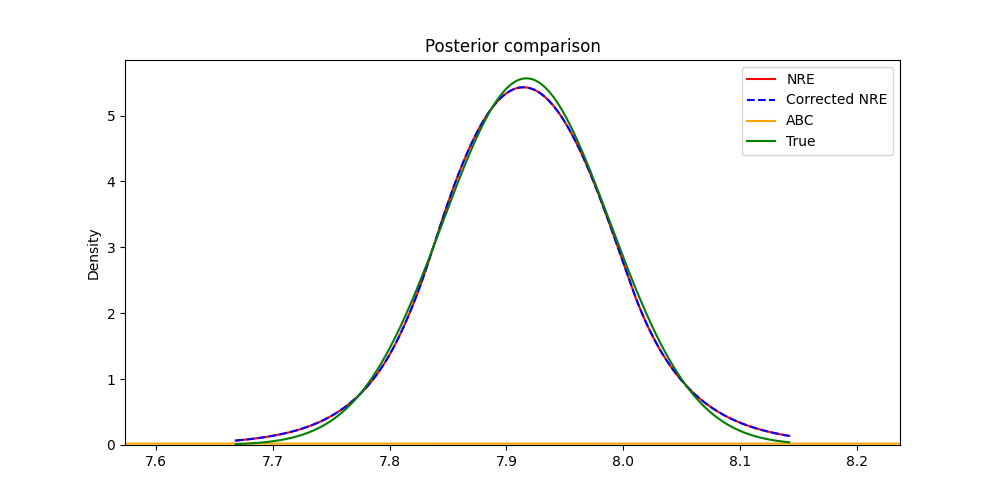 Posterior comparison
NRE
Corrected NRE
ABC
True
Density
5
4
3
2
1
0
7.6 7.7 7.8 7.9 8.0 8.1 8.2